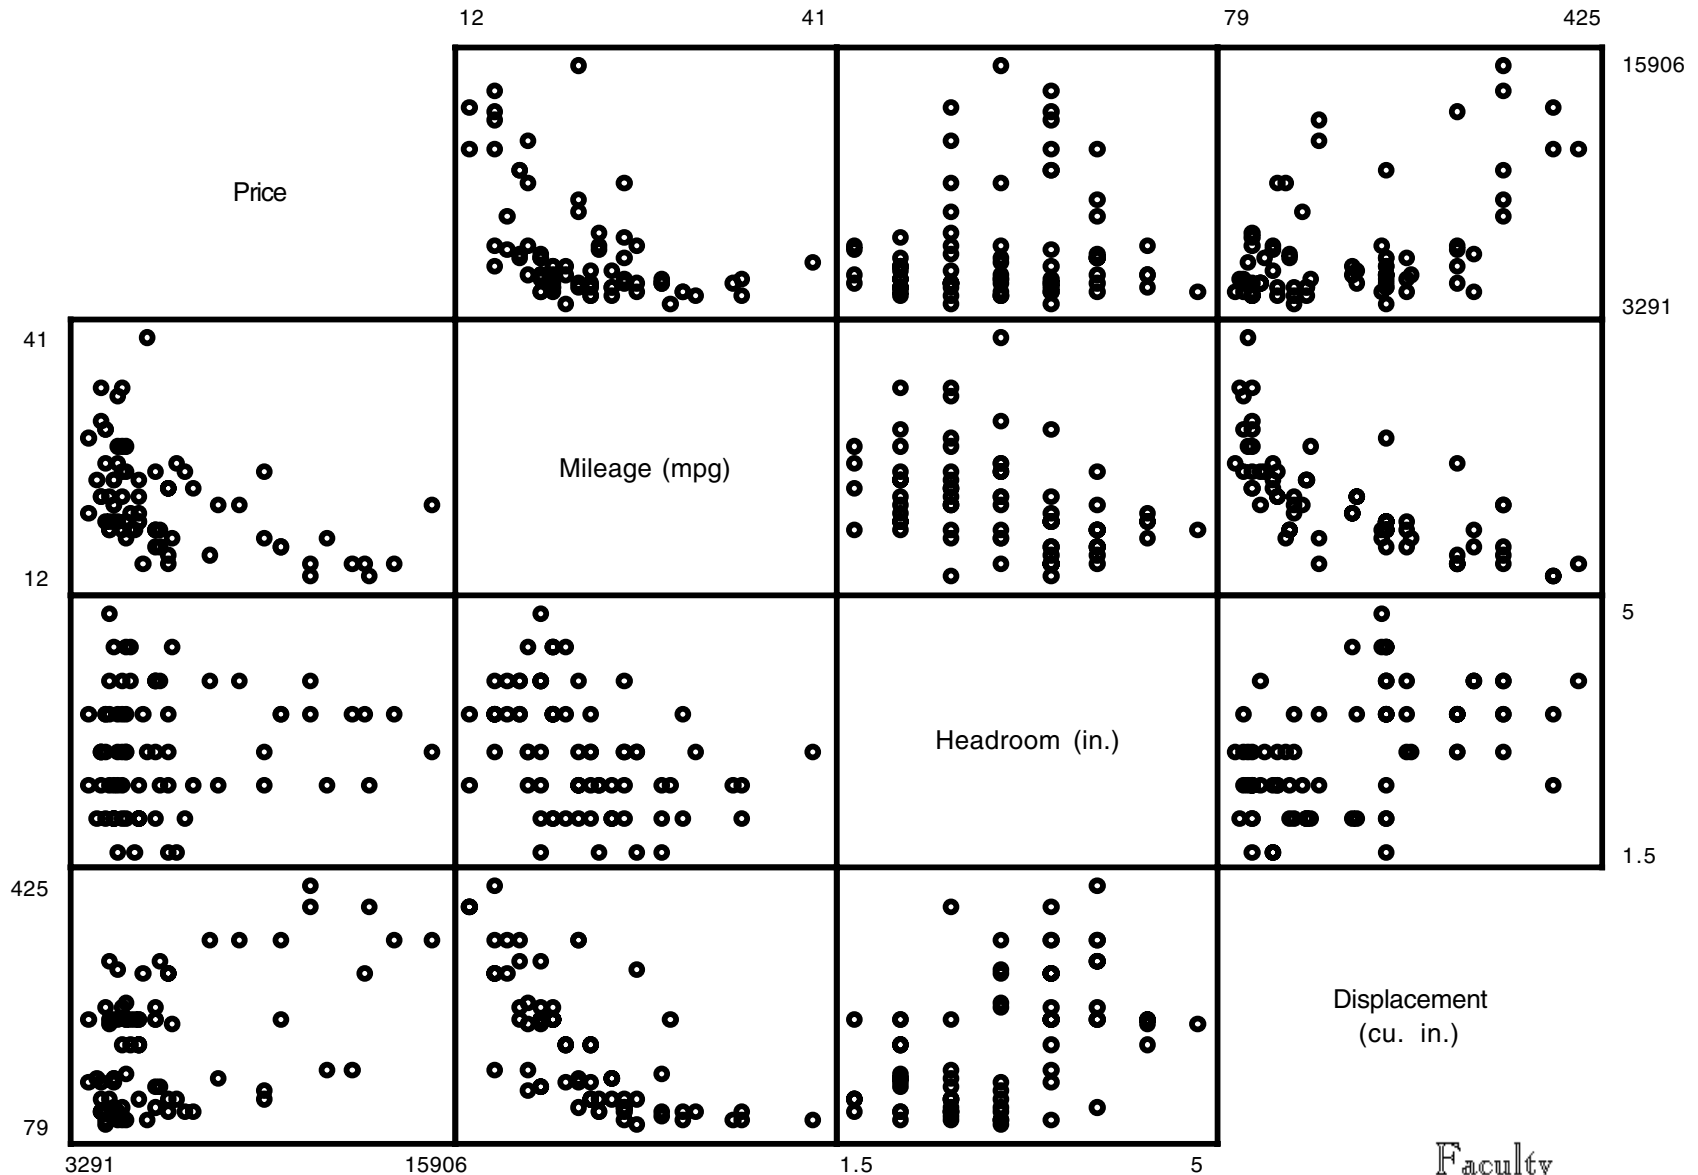 12 41 79 425
15906
Price
3291
41
Mileage (mpg)
12
5
Headroom (in.)
1.5
425
Displacement
(cu. in.)
79
3291 15906 1.5 5
Faculty